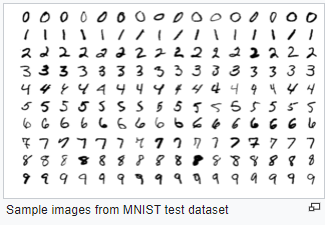 0 0 0 0 0 0 0 0 0 0 0 0 0 0 0 0
1 1 1 1 1 1 1 1 1 1 1 1 1 1 1 1
2 2 2 2 2 2 2 2 2 2 2 2 2 2 2 2
3 3 3 3 3 3 3 3 3 3 3 3 3 3 3 3
4 4 4 4 4 4 4 4 4 4 4 4 4 4 4 4
5 5 5 5 5 5 5 5 5 5 5 5 5 5 5 5
6 6 6 6 6 6 6 6 6 6 6 6 6 6 6 6
7 7 7 7 7 7 7 7 7 7 7 7 7 7 7 7
8 8 8 8 8 8 8 8 8 8 8 8 8 8 8 8
9 9 9 9 9 9 9 9 9 9 9 9 9 9 9 9
Sample images from MNIST test dataset